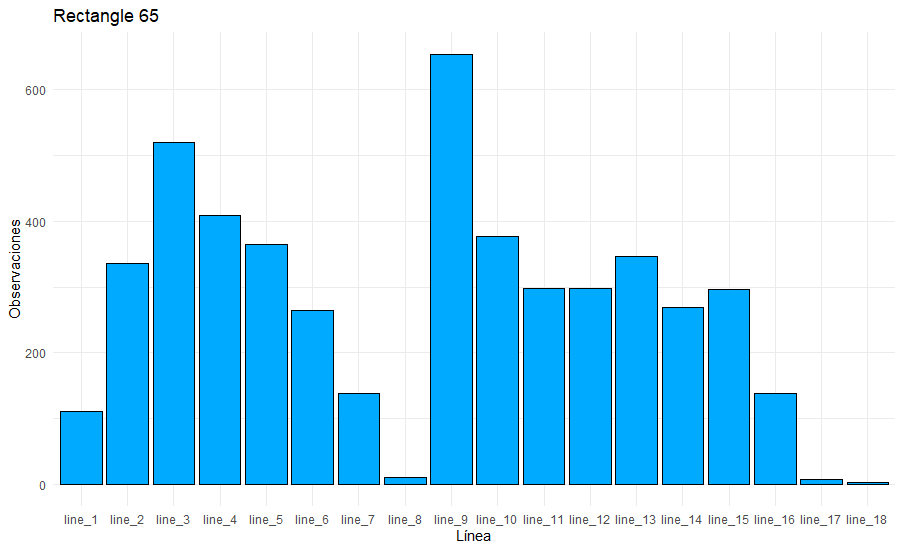 Rectangle 65
600
400
200
0
Observaciones
line_1 line_2 line_3 line_4 line_5 line_6 line_7 line_8 line_9 line_10 line_11 line_12 line_13 line_14 line_15 line_16 line_17 line_18
Línea